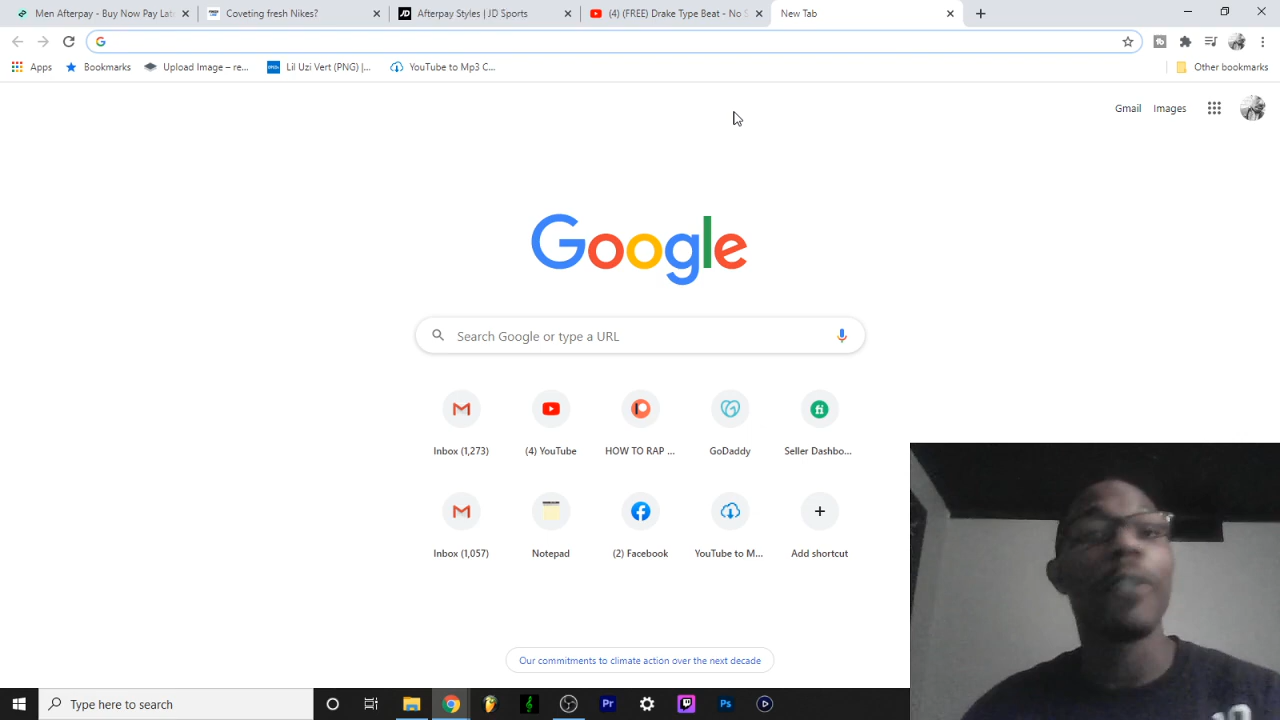 Men Afterpay - Buy Now Pay Late
Coveting fresh Nikes?
Afterpay Styles | JD Sports
(4) (FREE) Drake Type Beat - No S
New Tab
Apps
Bookmarks
Upload Image – re...
Lil Uzi Vert (PNG) |...
YouTube to Mp3 C...
Other bookmarks
Gmail
Images
Google
Search Google or type a URL
Inbox (1,273)
(4) YouTube
HOW TO RAP ...
GoDaddy
Seller Dashbo...
Inbox (1,057)
Notepad
(2) Facebook
YouTube to M...
Add shortcut
Our commitments to climate action over the next decade
Type here to search